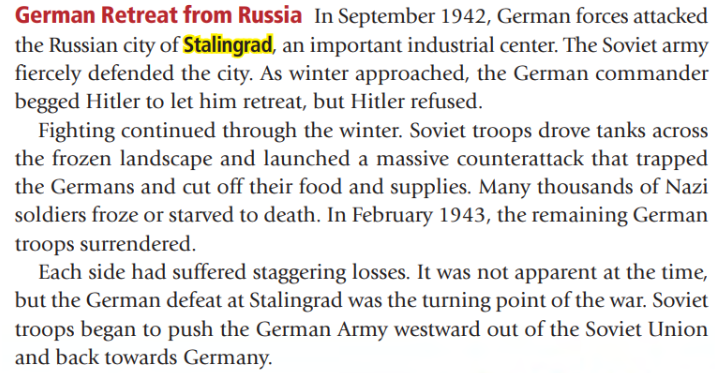 German Retreat from Russia In September 1942, German forces attacked
the Russian city of Stalingrad, an important industrial center. The Soviet army
fiercely defended the city. As winter approached, the German commander
begged Hitler to let him retreat, but Hitler refused.
Fighting continued through the winter. Soviet troops drove tanks across
the frozen landscape and launched a massive counterattack that trapped
the Germans and cut off their food and supplies. Many thousands of Nazi
soldiers froze or starved to death. In February 1943, the remaining German
troops surrendered.
Each side had suffered staggering losses. It was not apparent at the time,
but the German defeat at Stalingrad was the turning point of the war. Soviet
troops began to push the German Army westward out of the Soviet Union
and back towards Germany.